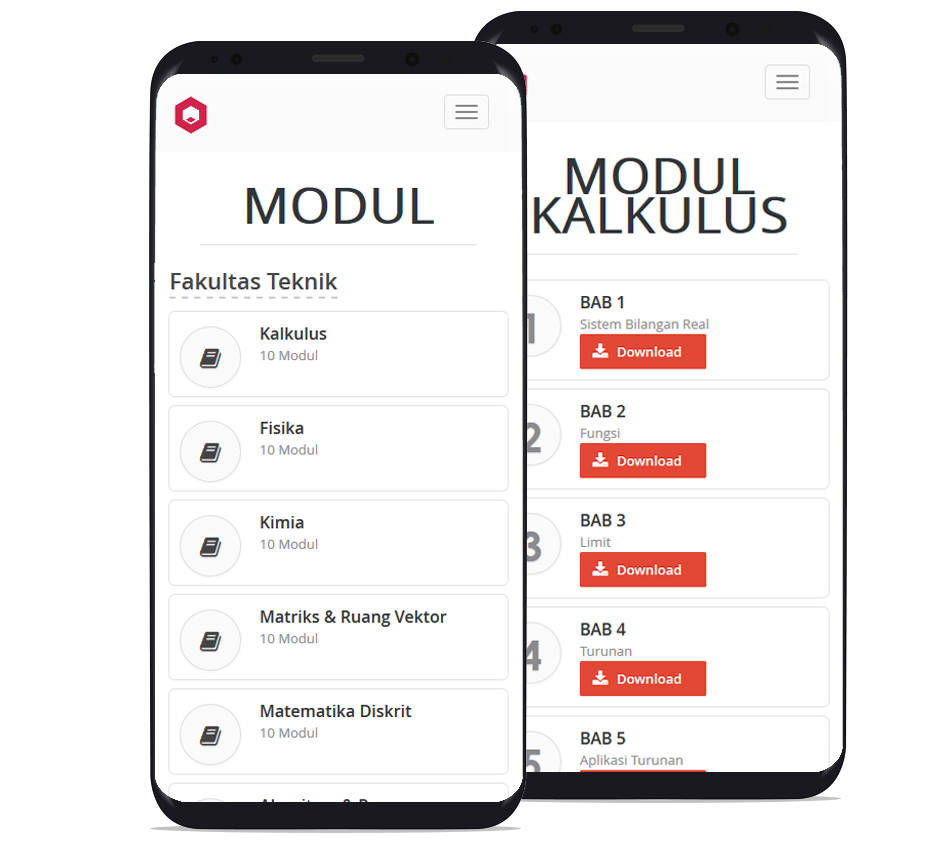 MODUL
Fakultas Teknik
Kalkulus
10 Modul
Fisika
10 Modul
Kimia
10 Modul
Matriks & Ruang Vektor
10 Modul
Matematika Diskrit
10 Modul
MODUL
KALKULUS
1
BAB 1
Sistem Bilangan Real
Download
2
BAB 2
Fungsi
Download
3
BAB 3
Limit
Download
4
BAB 4
Turunan
Download
5
BAB 5
Aplikasi Turunan